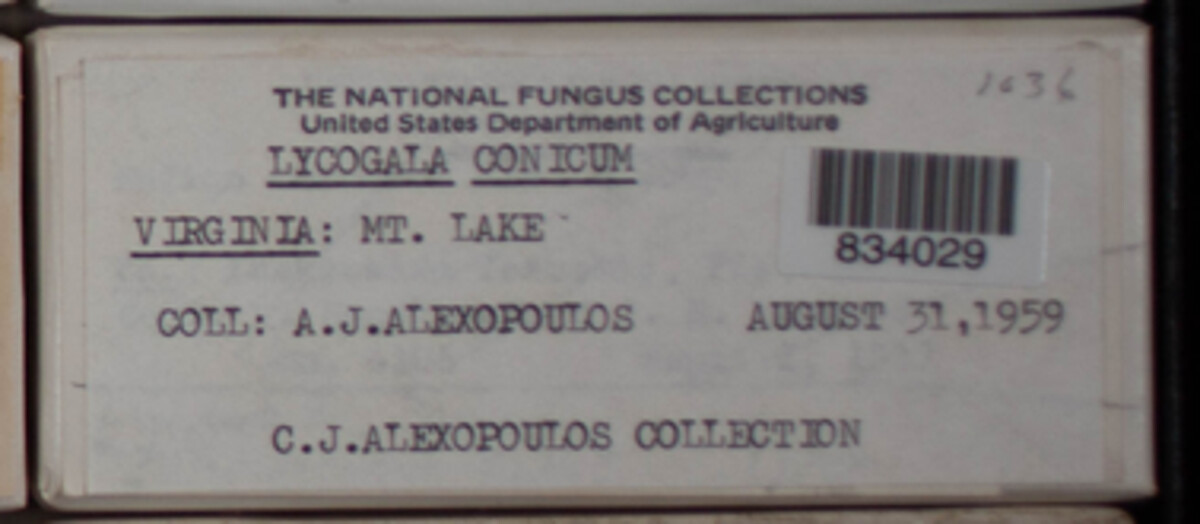 1036
THE NATIONAL FUNGUS COLLECTIONS
United States Department of Agriculture
LYCOGALA CONICUM
VIRGINIA: MT. LAKE
834029
COLL: A.J.ALEXOPOULOS AUGUST 31,1959
C.J.ALEXOPOULOS COLLECTION